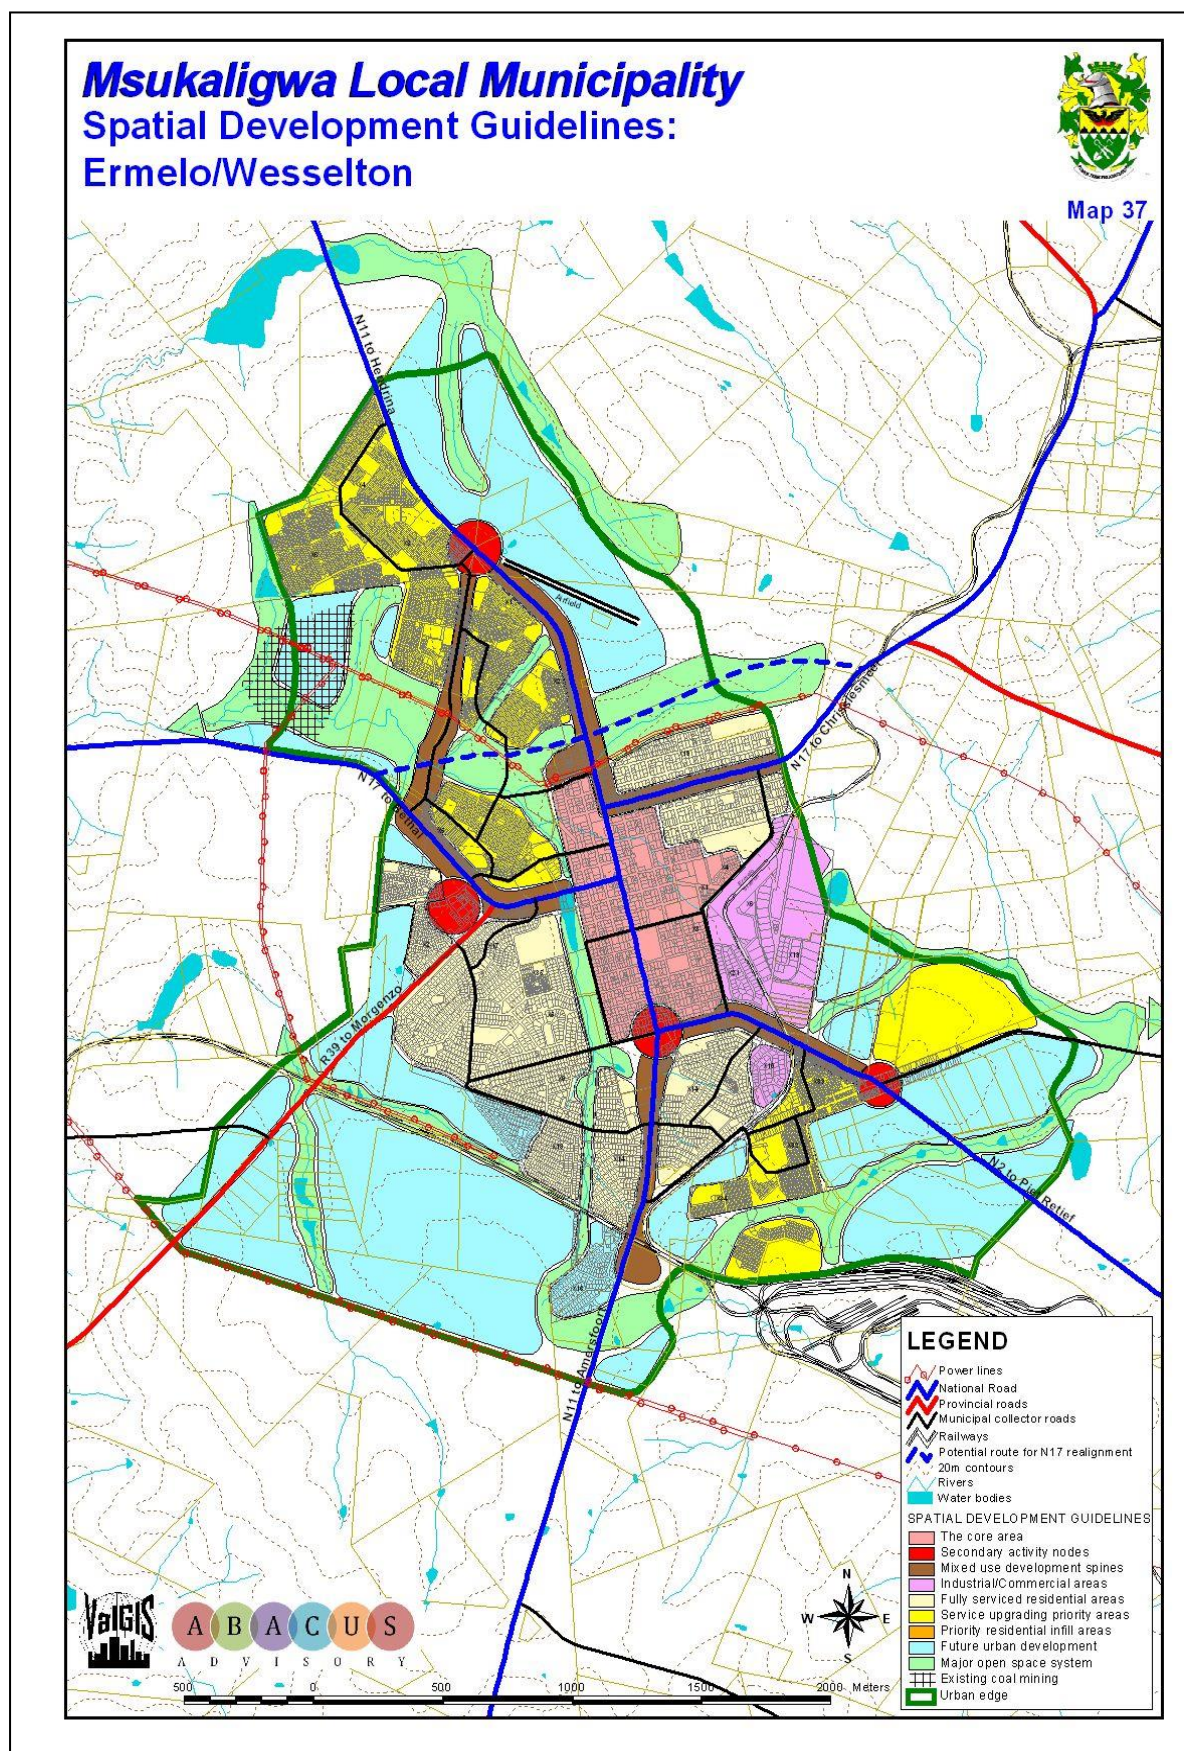 Msukaligwa Local Municipality
Spatial Development Guidelines:
Ermelo/Wesselton
Map 37
N11 to Hendrina
Airfield
N17 to Chrissiesmeer
N17 to Bethal
R39 to Morgenzo
N2 to Piet Retief
N11 to Amersfoort
LEGEND
Power lines
National Road
Provincial roads
Municipal collector roads
Railways
Potential route for N17 realignment
20m contours
Rivers
Water bodies
SPATIAL DEVELOPMENT GUIDELINES
The core area
Secondary activity nodes
Mixed use development spines
Industrial/Commercial areas
Fully serviced residential areas
Service upgrading priority areas
Priority residential infill areas
Future urban development
Major open space system
Existing coal mining
Urban edge
N
W E
S
ValGIS
ABACUS
ADVISORY
500 0 500 1000 1500 2000 Meters